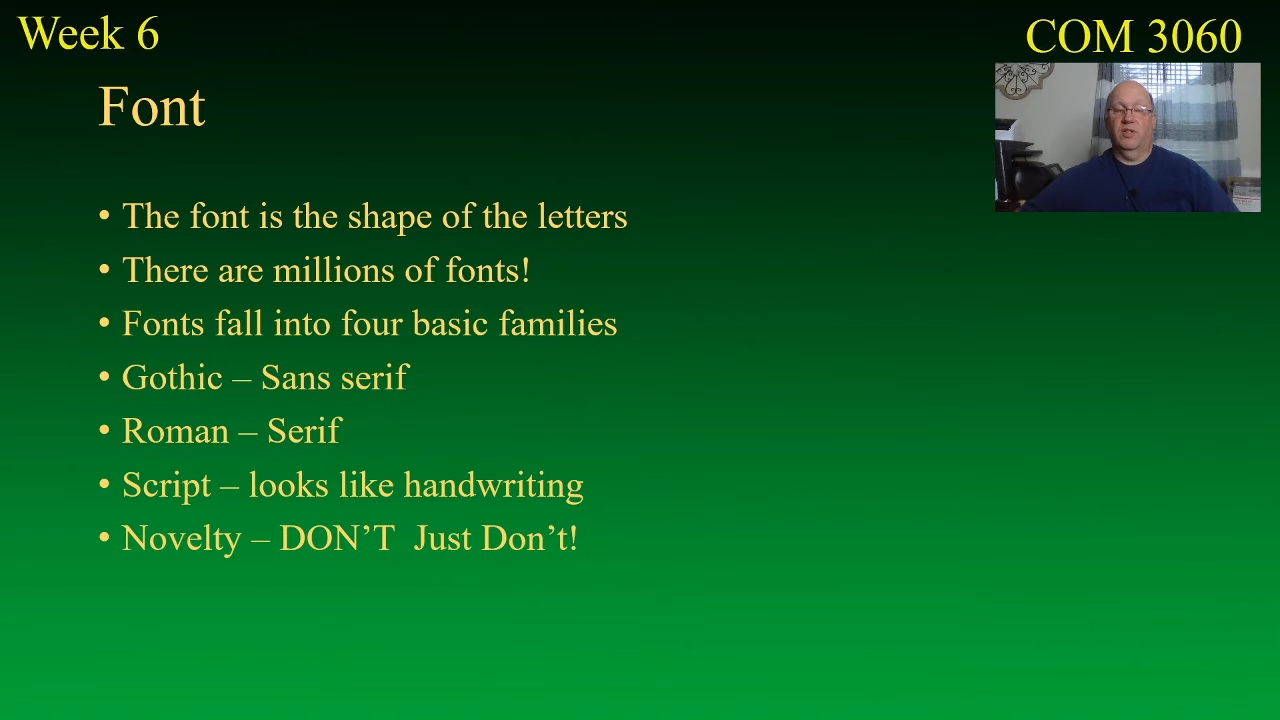 Week 6
COM 3060
Font
• The font is the shape of the letters
• There are millions of fonts!
• Fonts fall into four basic families
• Gothic – Sans serif
• Roman – Serif
• Script – looks like handwriting
• Novelty – DON’T  Just Don’t!